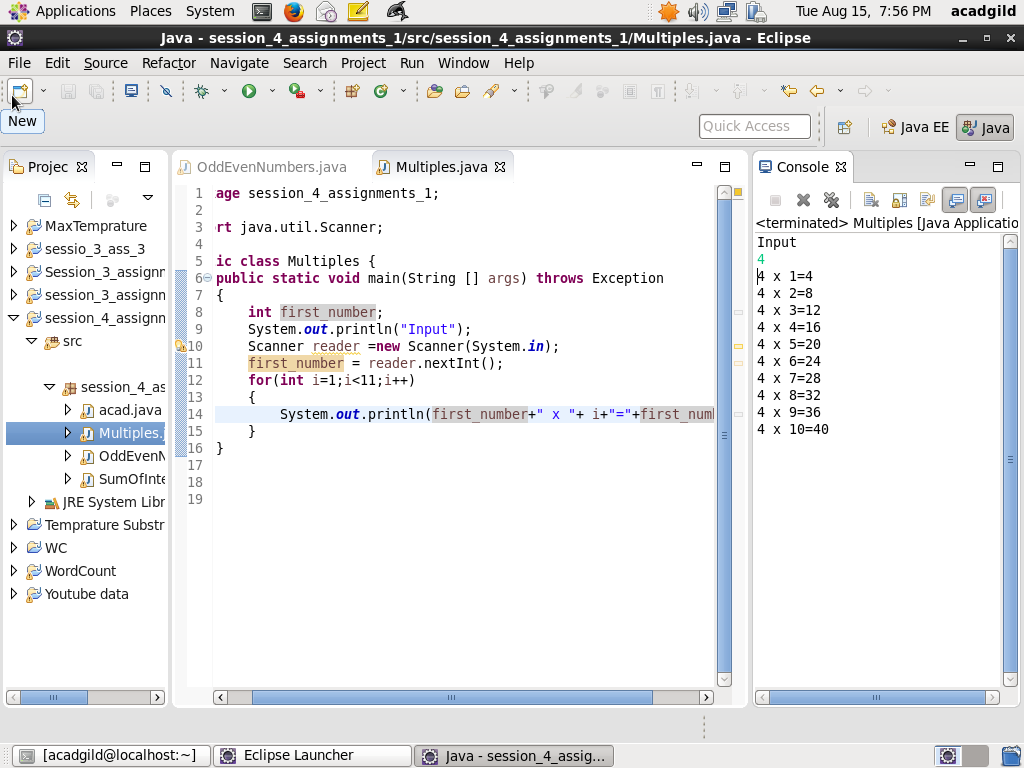 Applications Places System Tue Aug 15, 7:56 PM acadgild
Java - session_4_assignments_1/src/session_4_assignments_1/Multiples.java - Eclipse
File Edit Source Refactor Navigate Search Project Run Window Help
New
Quick Access Java EE Java
Projec
MaxTemprature
sessio_3_ass_3
Session_3_assignm
session_3_assignm
session_4_assignm
src
session_4_as
acad.java
Multiples.j
OddEvenN
SumOfInte
JRE System Libr
Temprature Substr
WC
WordCount
Youtube data
OddEvenNumbers.java Multiples.java
1 age session_4_assignments_1;
2
3 rt java.util.Scanner;
4
5 ic class Multiples {
6 public static void main(String [] args) throws Exception
7 {
8 int first_number;
9 System.out.println("Input");
10 Scanner reader =new Scanner(System.in);
11 first_number = reader.nextInt();
12 for(int i=1;i<11;i++)
13 {
14 System.out.println(first_number+" x "+ i+"="+first_num
15 }
16 }
17
18
19
Console
<terminated> Multiples [Java Applicatio
Input
4
4 x 1=4
4 x 2=8
4 x 3=12
4 x 4=16
4 x 5=20
4 x 6=24
4 x 7=28
4 x 8=32
4 x 9=36
4 x 10=40
[acadgild@localhost:~] Eclipse Launcher Java - session_4_assig...